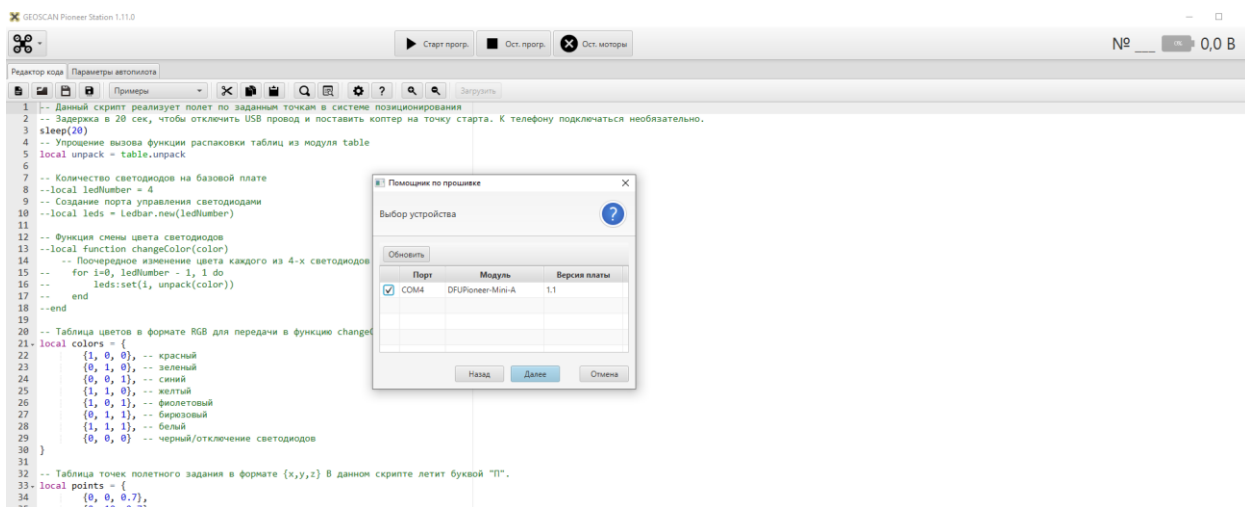 GEOSCAN Pioneer Station 1.11.0
Старт прогр. Ост. прогр. Ост. моторы № __ 0,0 В
Редактор кода Параметры автопилота
Примеры Загрузить
1 -- Данный скрипт реализует полет по заданным точкам в системе позиционирования
2 -- Задержка в 20 сек, чтобы отключить USB провод и поставить коптер на точку старта. К телефону подключаться необязательно.
3 sleep(20)
4 -- Упрощение вызова функции распаковки таблиц из модуля table
5 local unpack = table.unpack
6
7 -- Количество светодиодов на базовой плате
8 --local ledNumber = 4
9 -- Создание порта управления светодиодами
10 --local leds = Ledbar.new(ledNumber)
11
12 -- Функция смены цвета светодиодов
13 --local function changeColor(color)
14 -- Поочередное изменение цвета каждого из 4-х светодиодов
15 -- for i=0, ledNumber - 1, 1 do
16 -- leds:set(i, unpack(color))
17 -- end
18 --end
19
20 -- Таблица цветов в формате RGB для передачи в функцию change
21 local colors = {
22 {1, 0, 0}, -- красный
23 {0, 1, 0}, -- зеленый
24 {0, 0, 1}, -- синий
25 {1, 1, 0}, -- желтый
26 {1, 0, 1}, -- фиолетовый
27 {0, 1, 1}, -- бирюзовый
28 {1, 1, 1}, -- белый
29 {0, 0, 0} -- черный/отключение светодиодов
30 }
31
32 -- Таблица точек полетного задания в формате {x,y,z} В данном скрипте летит буквой "П".
33 local points = {
34 {0, 0, 0.7},
Помощник по прошивке
Выбор устройства
Обновить
Порт Модуль Версия платы
COM4 DFUPioneer-Mini-A 1.1
Назад Далее Отмена